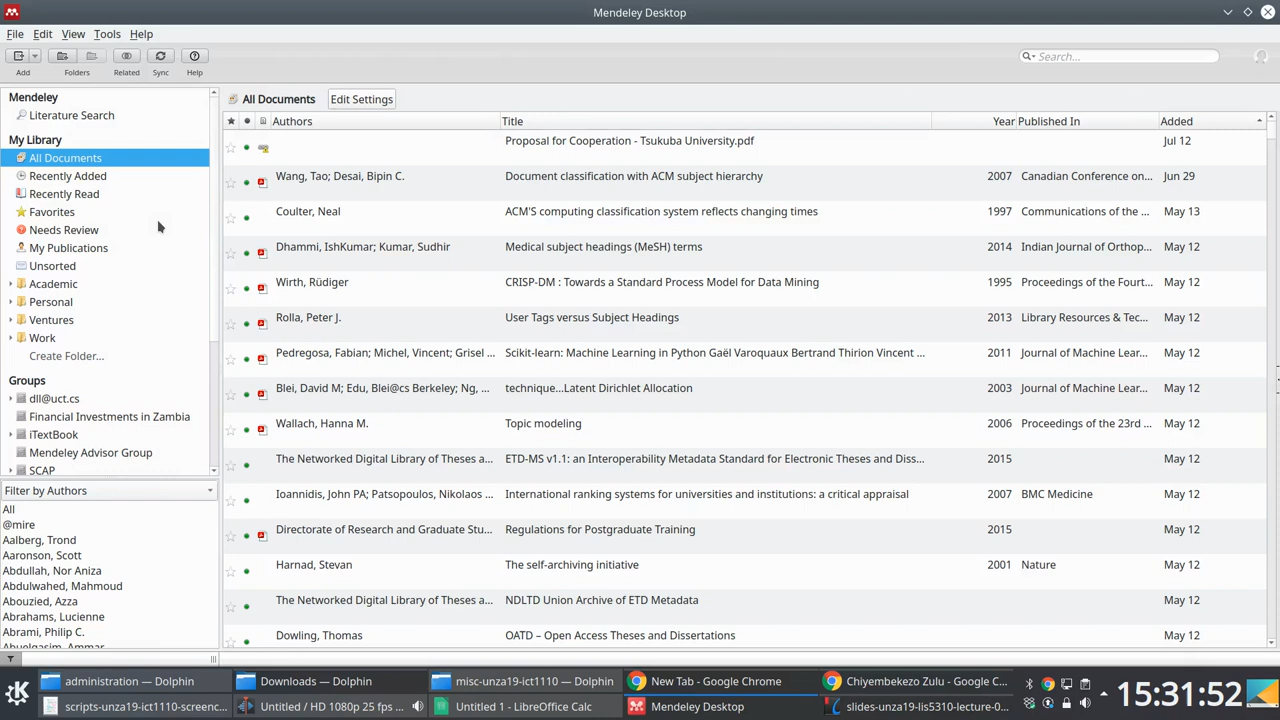 Mendeley Desktop
File Edit View Tools Help
Add Folders Related Sync Help
Search...
Mendeley
Literature Search
My Library
All Documents
Recently Added
Recently Read
Favorites
Needs Review
My Publications
Unsorted
Academic
Personal
Ventures
Work
Create Folder...
Groups
dll@uct.cs
Financial Investments in Zambia
iTextBook
Mendeley Advisor Group
SCAP
Filter by Authors
All
@mire
Aalberg, Trond
Aaronson, Scott
Abdullah, Nor Aniza
Abdulwahed, Mahmoud
Abouzied, Azza
Abrahams, Lucienne
Abrami, Philip C.
Abuelgasim, Ammar
All Documents Edit Settings
Authors Title Year Published In Added
Proposal for Cooperation - Tsukuba University.pdf Jul 12
Wang, Tao; Desai, Bipin C. Document classification with ACM subject hierarchy 2007 Canadian Conference on... Jun 29
Coulter, Neal ACM'S computing classification system reflects changing times 1997 Communications of the ... May 13
Dhammi, IshKumar; Kumar, Sudhir Medical subject headings (MeSH) terms 2014 Indian Journal of Orthop... May 12
Wirth, Rüdiger CRISP-DM : Towards a Standard Process Model for Data Mining 1995 Proceedings of the Fourt... May 12
Rolla, Peter J. User Tags versus Subject Headings 2013 Library Resources & Tec... May 12
Pedregosa, Fabian; Michel, Vincent; Grisel ... Scikit-learn: Machine Learning in Python Gaël Varoquaux Bertrand Thirion Vincent ... 2011 Journal of Machine Lear... May 12
Blei, David M; Edu, Blei@cs Berkeley; Ng, ... technique...Latent Dirichlet Allocation 2003 Journal of Machine Lear... May 12
Wallach, Hanna M. Topic modeling 2006 Proceedings of the 23rd ... May 12
The Networked Digital Library of Theses a... ETD-MS v1.1: an Interoperability Metadata Standard for Electronic Theses and Diss... 2015 May 12
Ioannidis, John PA; Patsopoulos, Nikolaos ... International ranking systems for universities and institutions: a critical appraisal 2007 BMC Medicine May 12
Directorate of Research and Graduate Stu... Regulations for Postgraduate Training 2015 May 12
Harnad, Stevan The self-archiving initiative 2001 Nature May 12
The Networked Digital Library of Theses a... NDLTD Union Archive of ETD Metadata May 12
Dowling, Thomas OATD – Open Access Theses and Dissertations May 12
administration — Dolphin Downloads — Dolphin misc-unza19-ict1110 — Dolphin New Tab - Google Chrome Chiyembekezo Zulu - Google C...
scripts-unza19-ict1110-screenc... Untitled / HD 1080p 25 fps ... Untitled 1 - LibreOffice Calc Mendeley Desktop slides-unza19-lis5310-lecture-0...
15:31:52